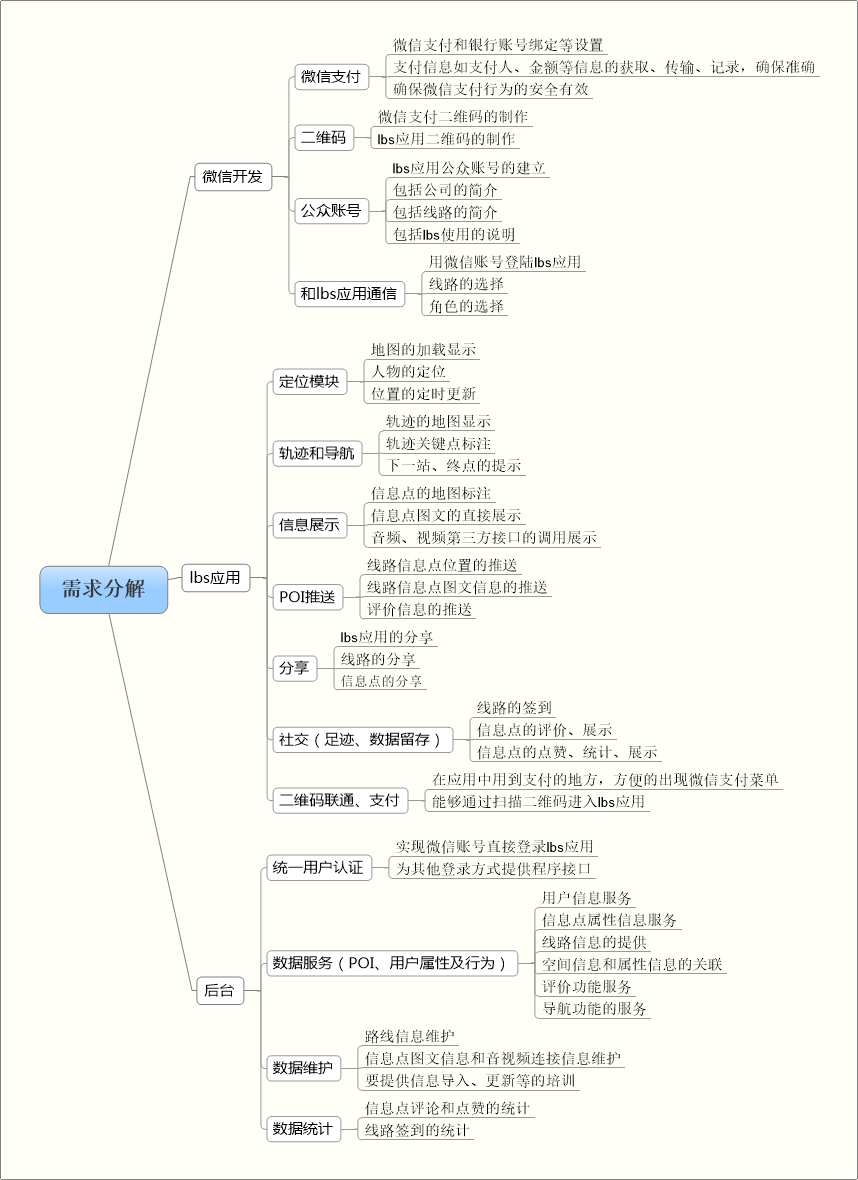 微信支付和银行账号绑定等设置
微信支付
支付信息如支付人、金额等信息的获取、传输、记录，确保准确
确保微信支付行为的安全有效
微信支付二维码的制作
二维码
lbs应用二维码的制作
微信开发
lbs应用公众账号的建立
包括公司的简介
公众账号
包括线路的简介
包括lbs使用的说明
用微信账号登陆lbs应用
和lbs应用通信
线路的选择
角色的选择
地图的加载显示
定位模块
人物的定位
位置的定时更新
轨迹的地图显示
轨迹和导航
轨迹关键点标注
下一站、终点的提示
信息点的地图标注
信息展示
信息点图文的直接展示
音频、视频第三方接口的调用展示
需求分解
lbs应用
线路信息点位置的推送
POI推送
线路信息点图文信息的推送
评价信息的推送
lbs应用的分享
分享
线路的分享
信息点的分享
线路的签到
社交（足迹、数据留存）
信息点的评价、展示
信息点的点赞、统计、展示
在应用中用到支付的地方，方便的出现微信支付菜单
二维码联通、支付
能够通过扫描二维码进入lbs应用
实现微信账号直接登录lbs应用
统一用户认证
为其他登录方式提供程序接口
用户信息服务
信息点属性信息服务
线路信息的提供
数据服务（POI、用户属性及行为）
空间信息和属性信息的关联
评价功能服务
导航功能的服务
后台
路线信息维护
数据维护
信息点图文信息和音视频连接信息维护
要提供信息导入、更新等的培训
信息点评论和点赞的统计
数据统计
线路签到的统计